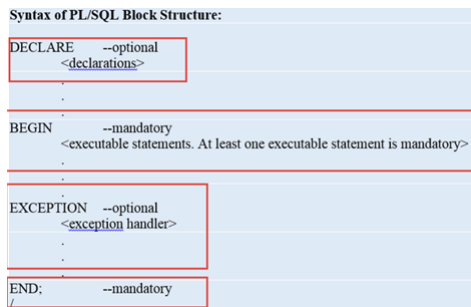 Syntax of PL/SQL Block Structure:
DECLARE --optional
<declarations>
.
.
.
BEGIN --mandatory
<executable statements. At least one executable statement is mandatory>
.
.
.
EXCEPTION --optional
<exception handler>
.
.
.
END; --mandatory
/